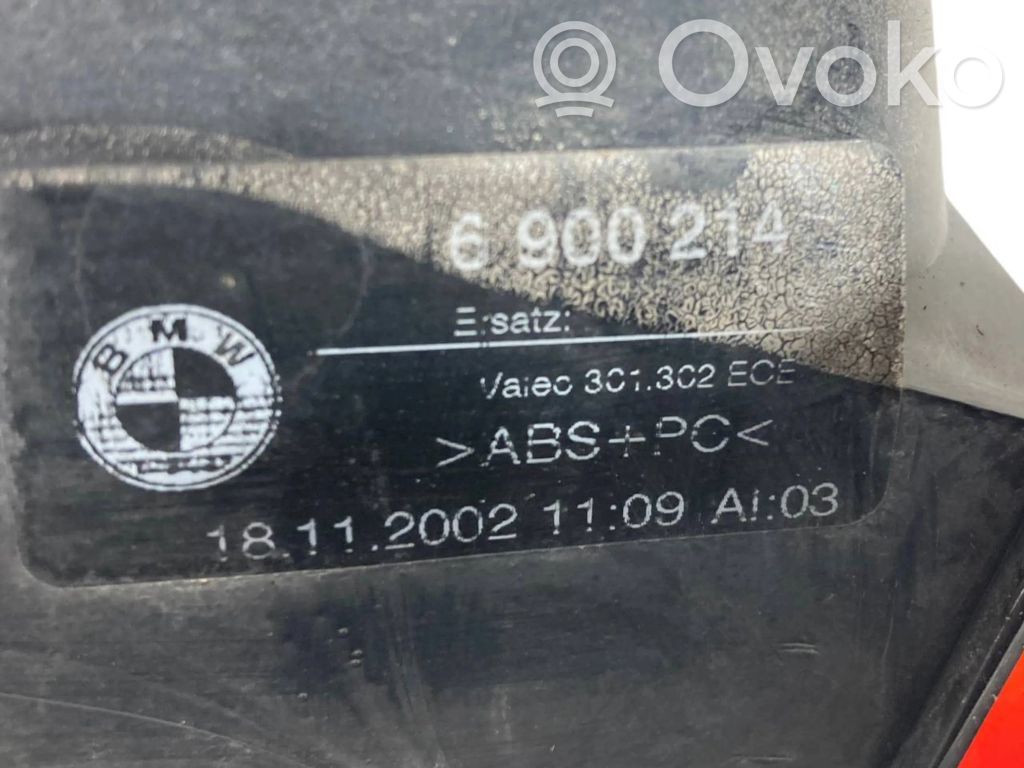 Ovoko
6 900 214
BMW
Ersatz:
Valeo 301.302 ECE
>ABS+PC<
18.11.2002 11:09 AI:03